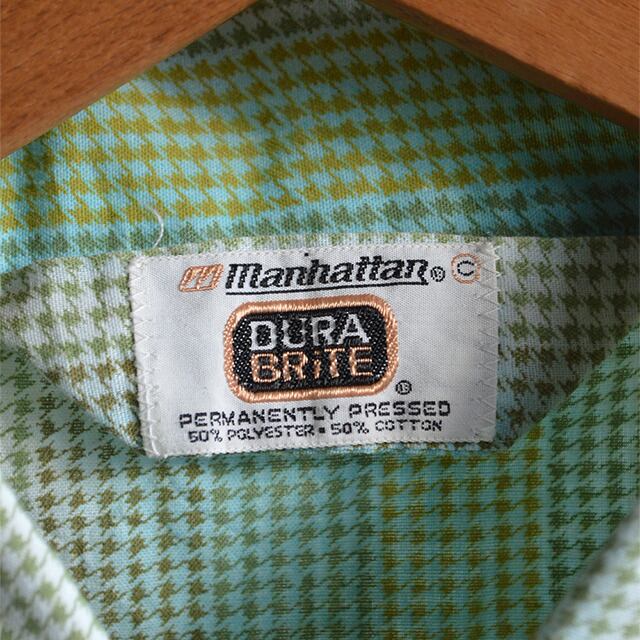 M manhattan® ©
DURA
BRITE
®
PERMANENTLY PRESSED
50% POLYESTER - 50% COTTON